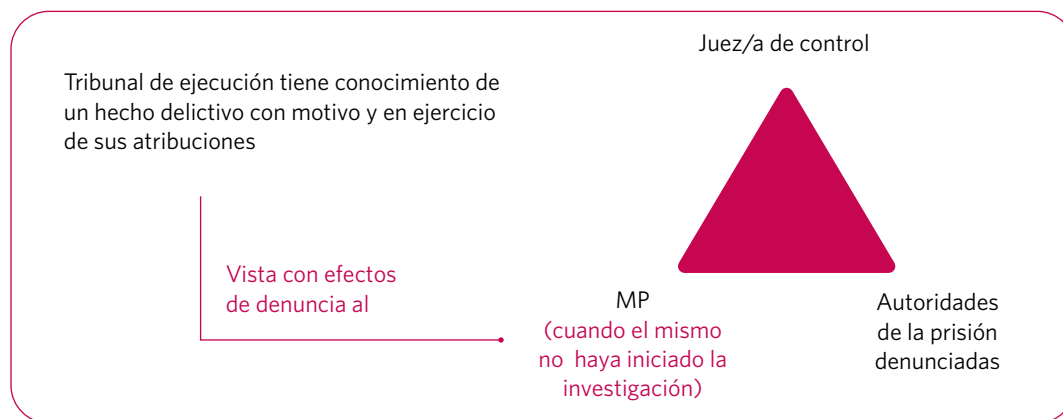 Juez/a de control
Tribunal de ejecución tiene conocimiento de
un hecho delictivo con motivo y en ejercicio
de sus atribuciones
Vista con efectos
de denuncia al
MP
(cuando el mismo
no haya iniciado la
investigación)
Autoridades
de la prisión
denunciadas